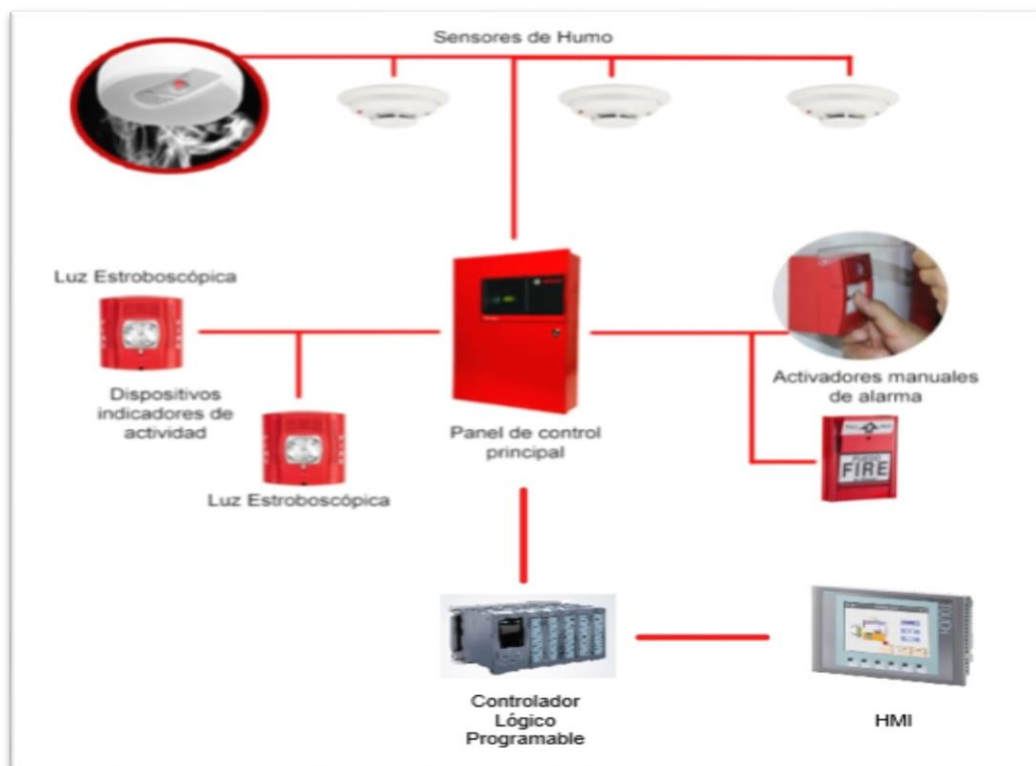 Sensores de Humo
Luz Estroboscópica
Dispositivos
indicadores de
actividad
Luz Estroboscópica
Panel de control
principal
Activadores manuales
de alarma
FIRE
Controlador
Lógico
Programable
HMI